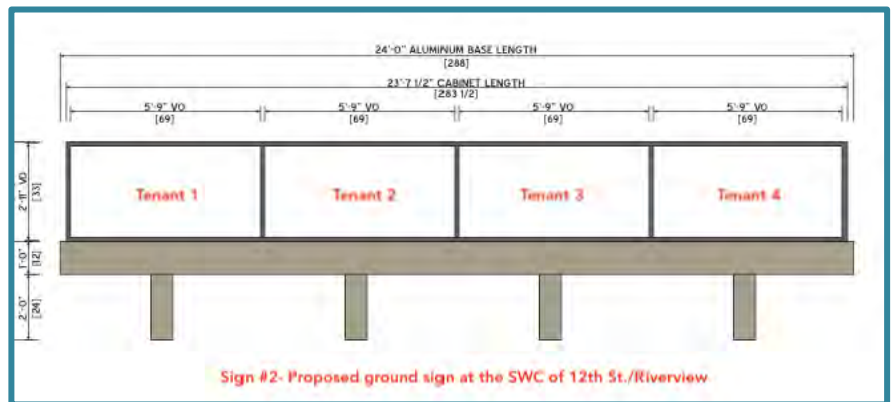 24'-0" ALUMINUM BASE LENGTH
[288]
23'-7 1/2" CABINET LENGTH
[283 1/2]
5'-9" VO 5'-9" VO 5'-9" VO 5'-9" VO
[69] [69] [69] [69]
2'-11" VO
[33]
Tenant 1 Tenant 2 Tenant 3 Tenant 4
1'-0"
[12]
2'-0"
[24]
Sign #2- Proposed ground sign at the SWC of 12th St./Riverview